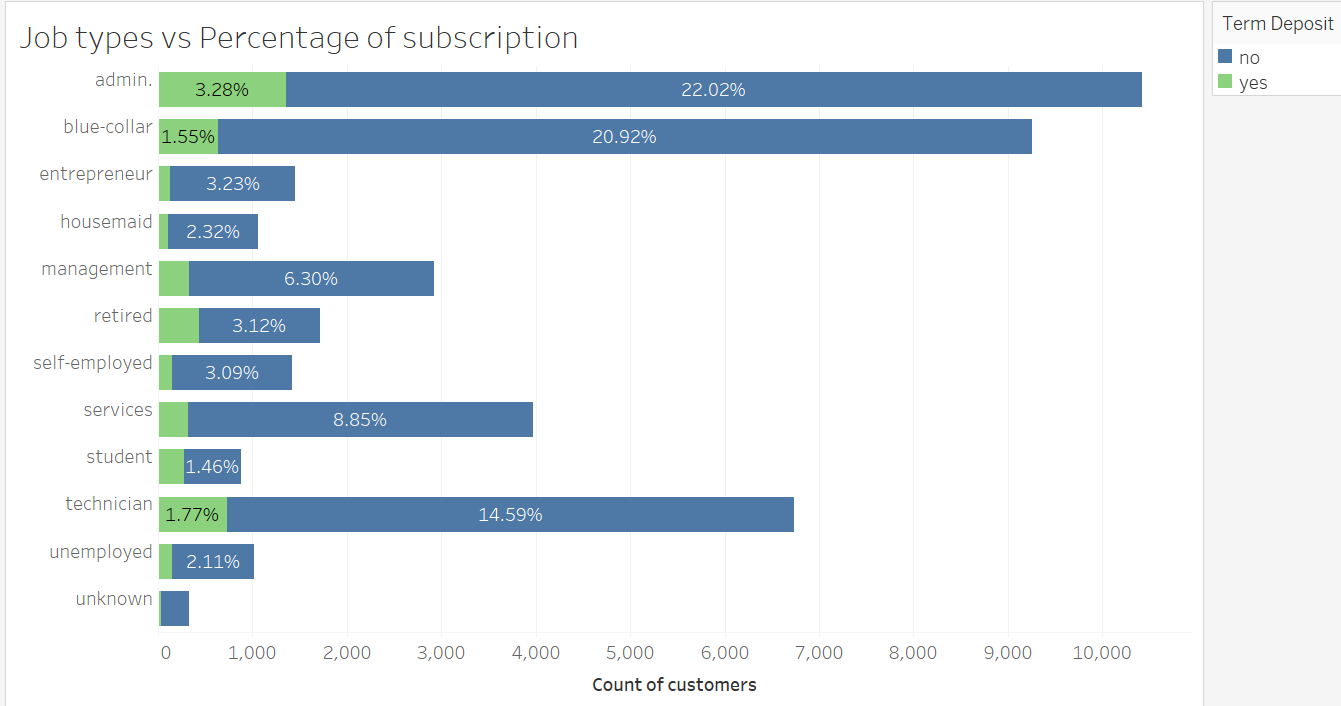 Job types vs Percentage of subscription
Term Deposit
no
yes
admin. 3.28% 22.02%
blue-collar 1.55% 20.92%
entrepreneur 3.23%
housemaid 2.32%
management 6.30%
retired 3.12%
self-employed 3.09%
services 8.85%
student 1.46%
technician 1.77% 14.59%
unemployed 2.11%
unknown
0 1,000 2,000 3,000 4,000 5,000 6,000 7,000 8,000 9,000 10,000
Count of customers